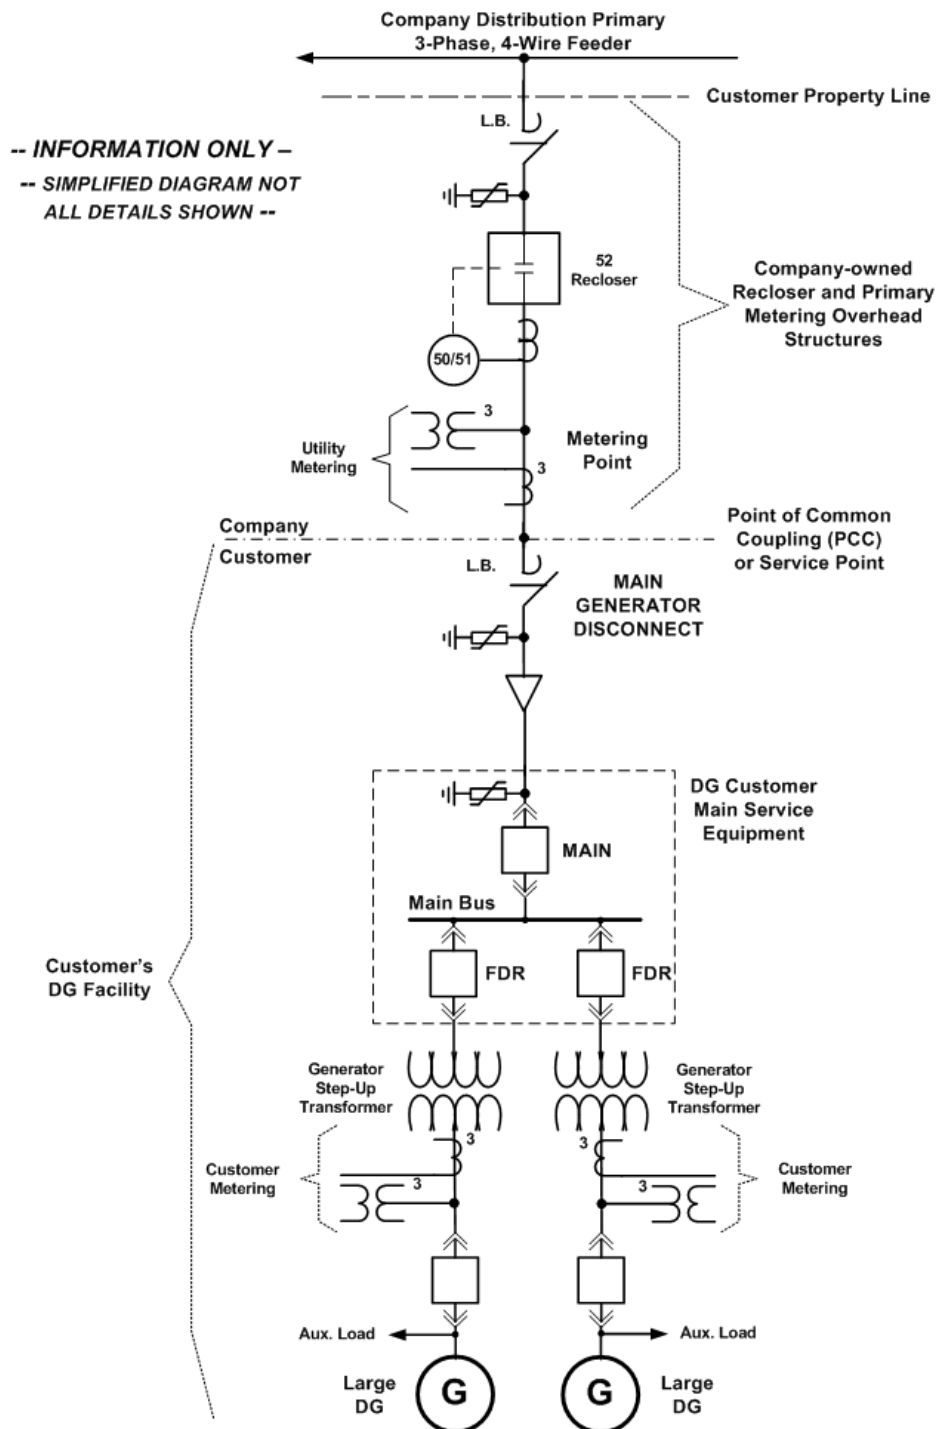 Company Distribution Primary
3-Phase, 4-Wire Feeder
Customer Property Line
L.B.
-- INFORMATION ONLY –
-- SIMPLIFIED DIAGRAM NOT
ALL DETAILS SHOWN --
52
Recloser
Company-owned
Recloser and Primary
Metering Overhead
Structures
50/51
3
Utility
Metering
Metering
Point
3
Company
Customer
Point of Common
Coupling (PCC)
or Service Point
L.B.
MAIN
GENERATOR
DISCONNECT
DG Customer
Main Service
Equipment
MAIN
Main Bus
FDR
FDR
Customer's
DG Facility
Generator
Step-Up
Transformer
Generator
Step-Up
Transformer
3
3
Customer
Metering
3
3
Customer
Metering
Aux. Load
Aux. Load
Large
DG
G
G
Large
DG